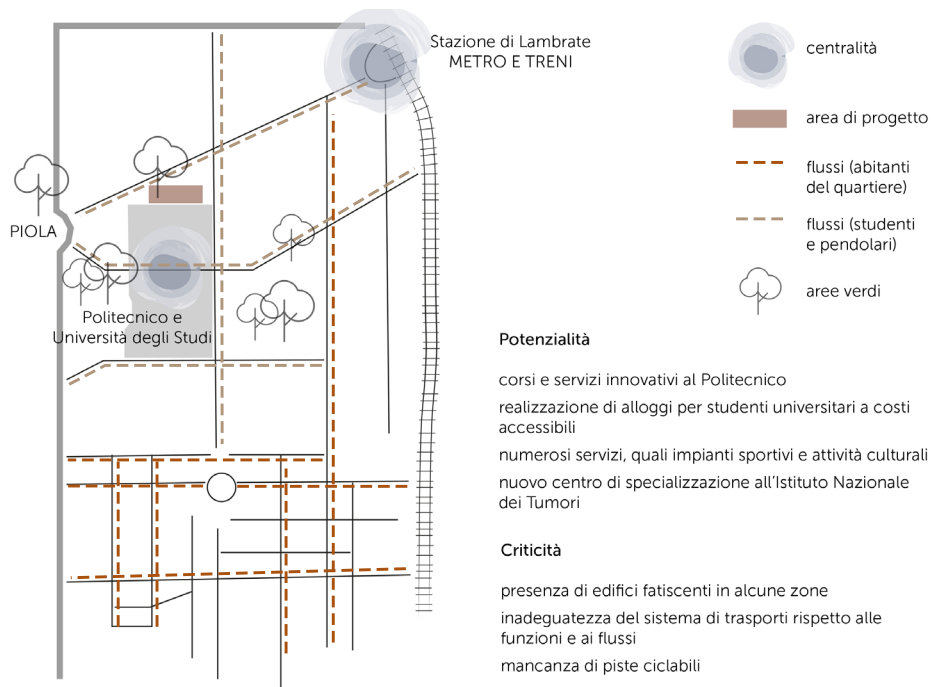 Stazione di Lambrate
METRO E TRENI
PIOLA
Politecnico e
Università degli Studi
centralità
area di progetto
flussi (abitanti
del quartiere)
flussi (studenti
e pendolari)
aree verdi
Potenzialità
corsi e servizi innovativi al Politecnico
realizzazione di alloggi per studenti universitari a costi
accessibili
numerosi servizi, quali impianti sportivi e attività culturali
nuovo centro di specializzazione all'Istituto Nazionale
dei Tumori
Criticità
presenza di edifici fatiscenti in alcune zone
inadeguatezza del sistema di trasporti rispetto alle
funzioni e ai flussi
mancanza di piste ciclabili